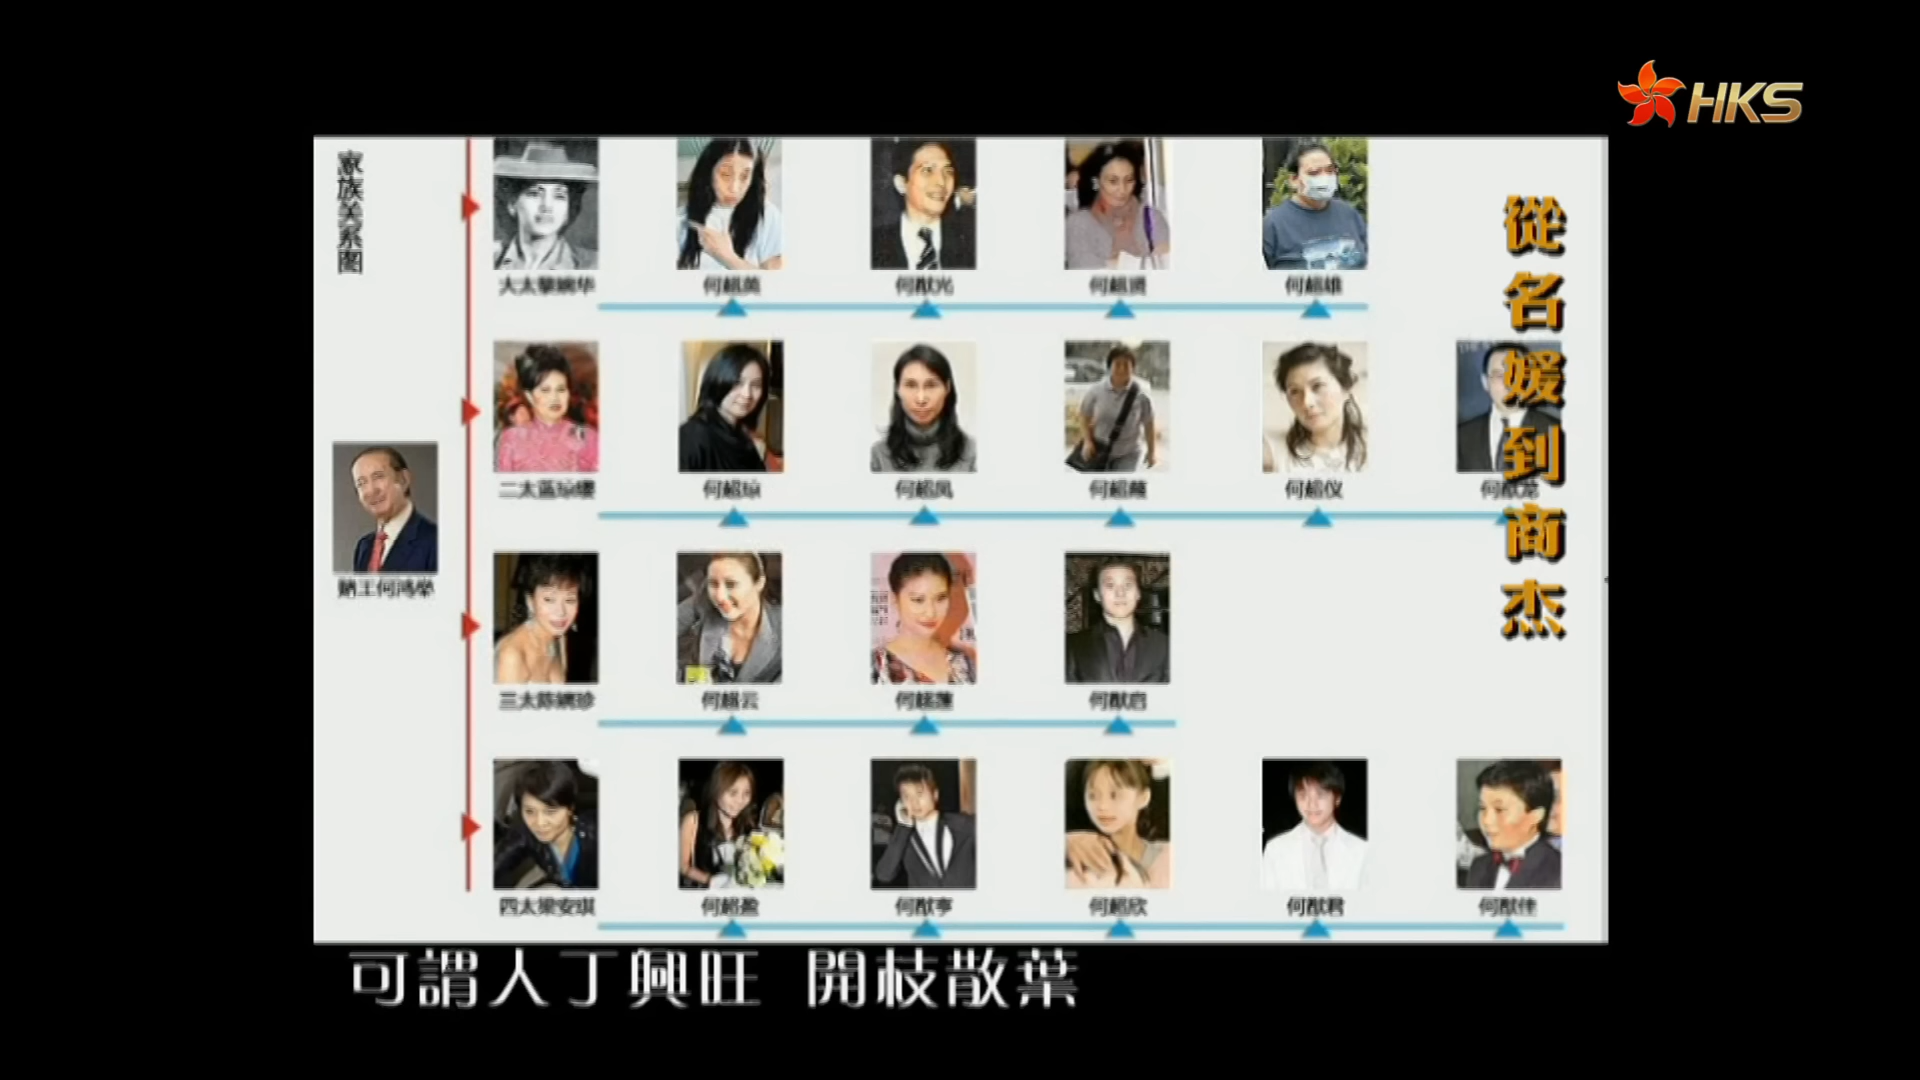 HKS
家族关系图
從名媛到商杰
大太黎婉华
何超英
何猷光
何超贤
何超雄
二太蓝琼缨
何超琼
何超凤
何超蕸
何超仪
何猷龙
赌王何鸿燊
三太陈婉珍
何超云
何超莲
何猷启
四太梁安琪
何超盈
何猷亨
何超欣
何猷君
何猷佳
可謂人丁興旺 開枝散葉